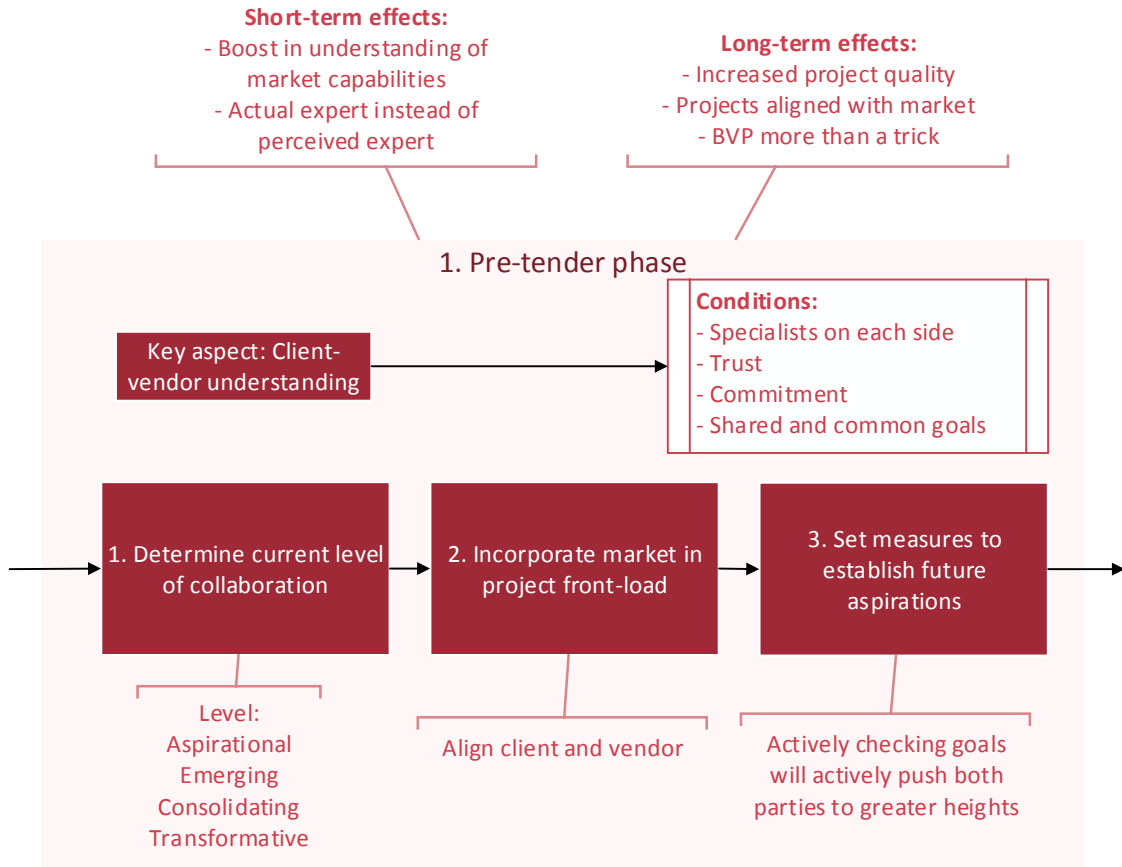 Short-term effects:
- Boost in understanding of
market capabilities
- Actual expert instead of
perceived expert
Long-term effects:
- Increased project quality
- Projects aligned with market
- BVP more than a trick
1. Pre-tender phase
Key aspect: Client-
vendor understanding
Conditions:
- Specialists on each side
- Trust
- Commitment
- Shared and common goals
1. Determine current level
of collaboration
2. Incorporate market in
project front-load
3. Set measures to
establish future
aspirations
Level:
Aspirational
Emerging
Consolidating
Transformative
Align client and vendor
Actively checking goals
will actively push both
parties to greater heights